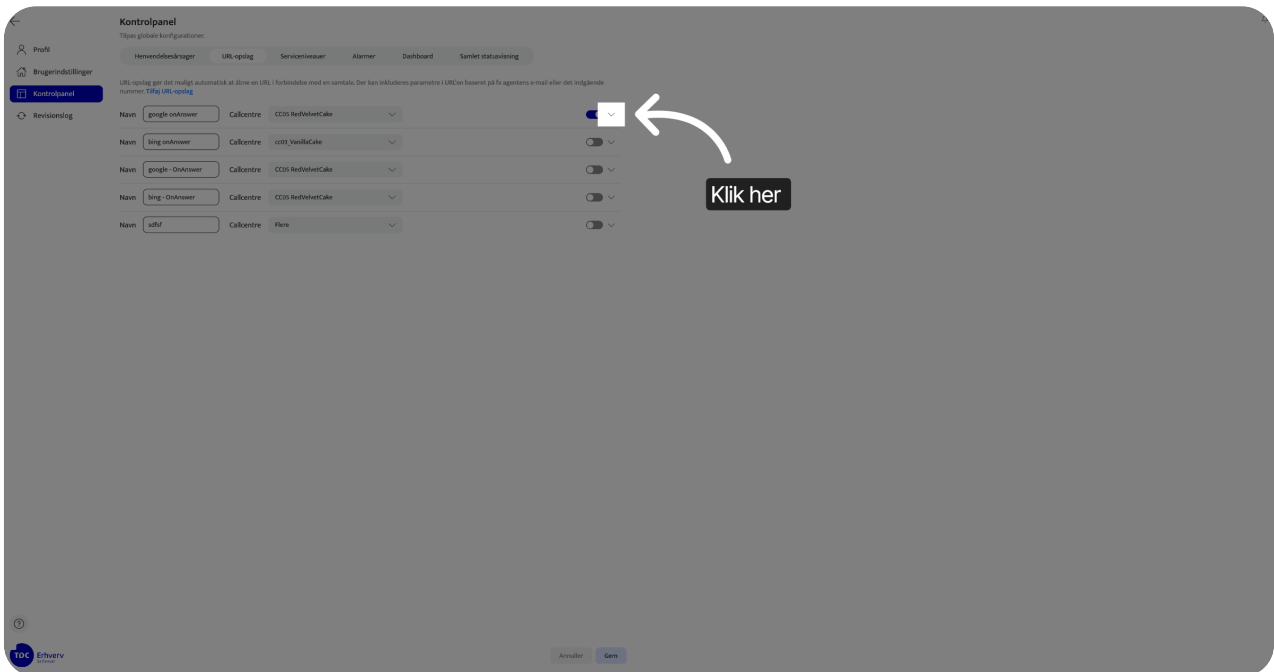 Kontrolpanel
Tilpas globale konfigurationer.
Profil
Brugerindstillinger
Kontrolpanel
Revisionslog
Henvendelsesårsager URL-opslag Serviceniveauer Alarmer Dashboard Samlet statusvisning
URL-opslag gør det muligt automatisk at åbne en URL i forbindelse med en samtale. Der kan inkluderes parametre i URL'en baseret på fx agentens e-mail eller det indgående
nummer. Tilføj URL-opslag
Navn google onAnswer Callcentre CC05 RedVelvetCake
Navn bing onAnswer Callcentre cc03_VanillaCake
Navn google - OnAnswer Callcentre CC05 RedVelvetCake
Navn bing - OnAnswer Callcentre CC05 RedVelvetCake
Navn sdfsf Callcentre Flere
Klik her
TDC Erhverv
Annuller Gem